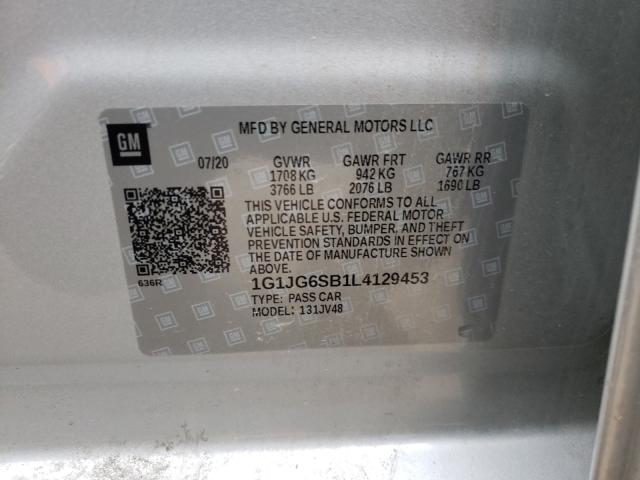 GM
MFD BY GENERAL MOTORS LLC
07/20 GVWR GAWR FRT GAWR RR
1708 KG 942 KG 767 KG
3766 LB 2076 LB 1690 LB
THIS VEHICLE CONFORMS TO ALL
APPLICABLE U.S. FEDERAL MOTOR
VEHICLE SAFETY, BUMPER, AND THEFT
PREVENTION STANDARDS IN EFFECT ON
THE DATE OF MANUFACTURE SHOWN
ABOVE.
636R
1G1JG6SB1L4129453
TYPE: PASS CAR
MODEL: 131JV48